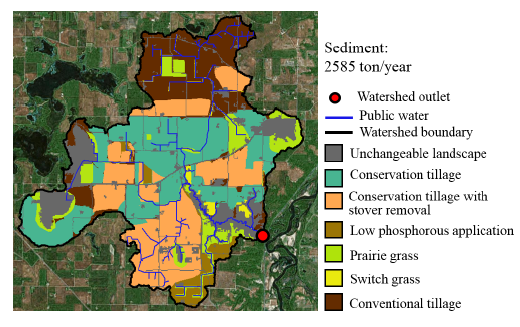 Sediment:
2585 ton/year
Watershed outlet
Public water
Watershed boundary
Unchangeable landscape
Conservation tillage
Conservation tillage with
stover removal
Low phosphorous application
Prairie grass
Switch grass
Conventional tillage